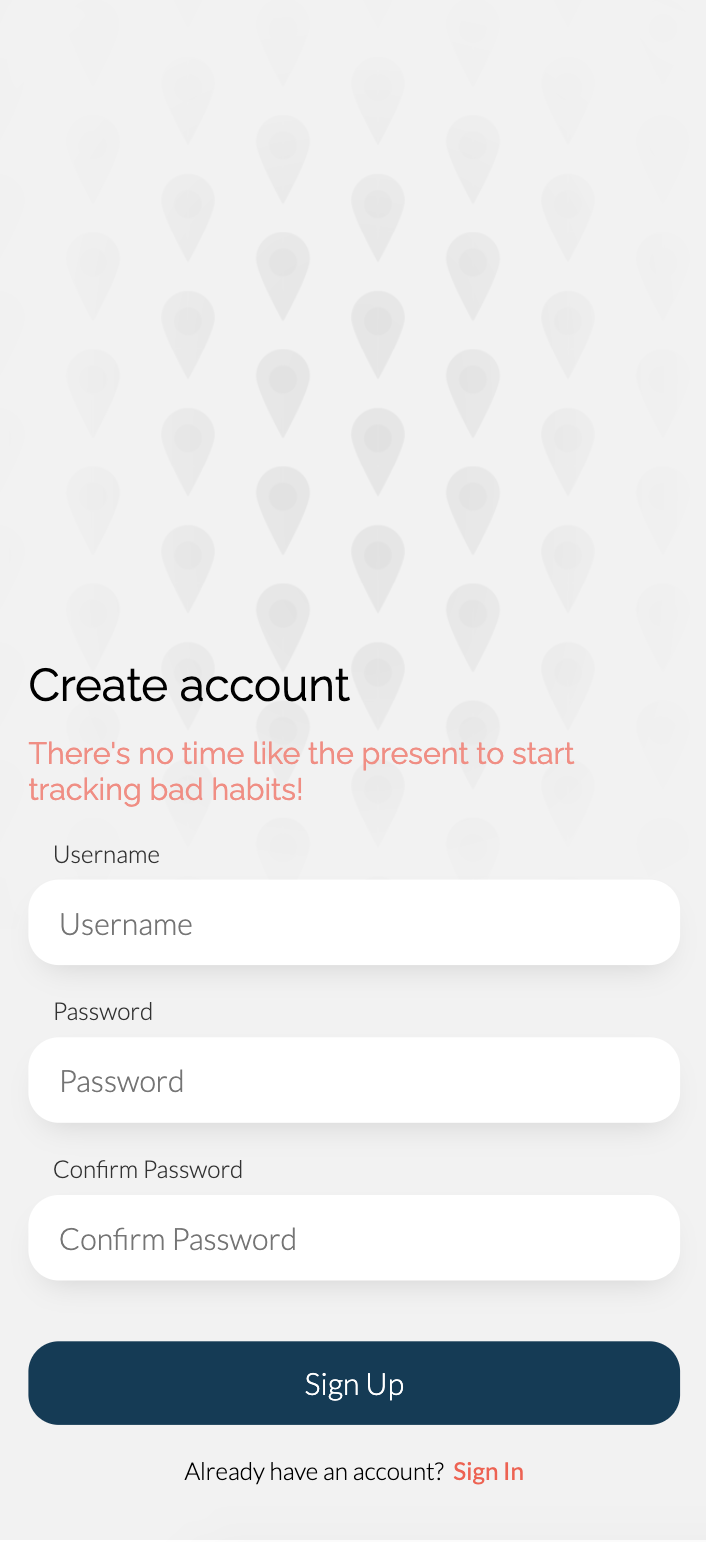 Create account
There's no time like the present to start
tracking bad habits!
Username
Username
Password
Password
Confirm Password
Confirm Password
Sign Up
Already have an account? Sign In